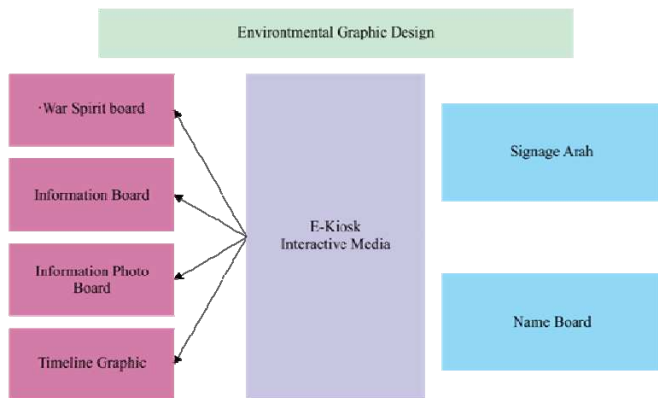 Environtmental Graphic Design
·War Spirit board
Information Board
Information Photo
Board
Timeline Graphic
E-Kiosk
Interactive Media
Signage Arah
Name Board